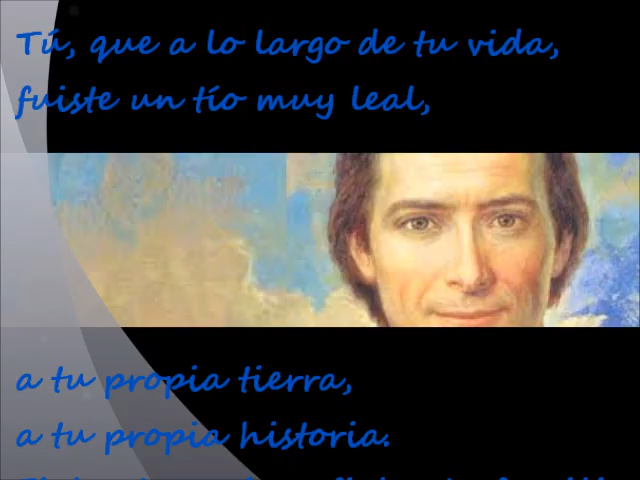 Tú, que a lo largo de tu vida,
fuiste un tío muy leal,
a tu propia tierra,
a tu propia historia.